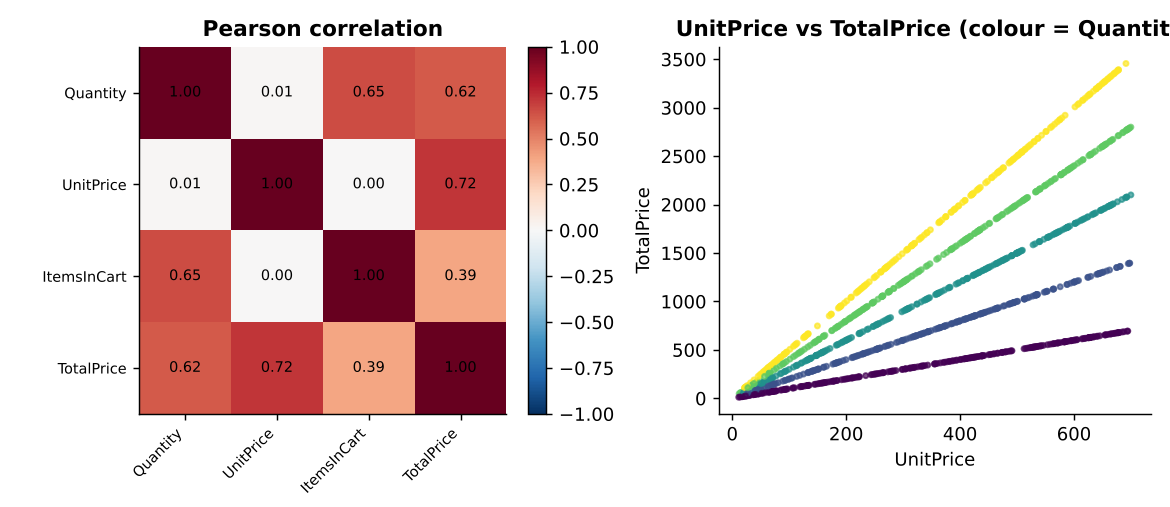 Pearson correlation
Quantity
UnitPrice
ItemsInCart
TotalPrice
1.00 0.01 0.65 0.62
0.01 1.00 0.00 0.72
0.65 0.00 1.00 0.39
0.62 0.72 0.39 1.00
Quantity
UnitPrice
ItemsInCart
TotalPrice
1.00
0.75
0.50
0.25
0.00
−0.25
−0.50
−0.75
−1.00
UnitPrice vs TotalPrice (colour = Quantit
TotalPrice
3500
3000
2500
2000
1500
1000
500
0
0 200 400 600
UnitPrice